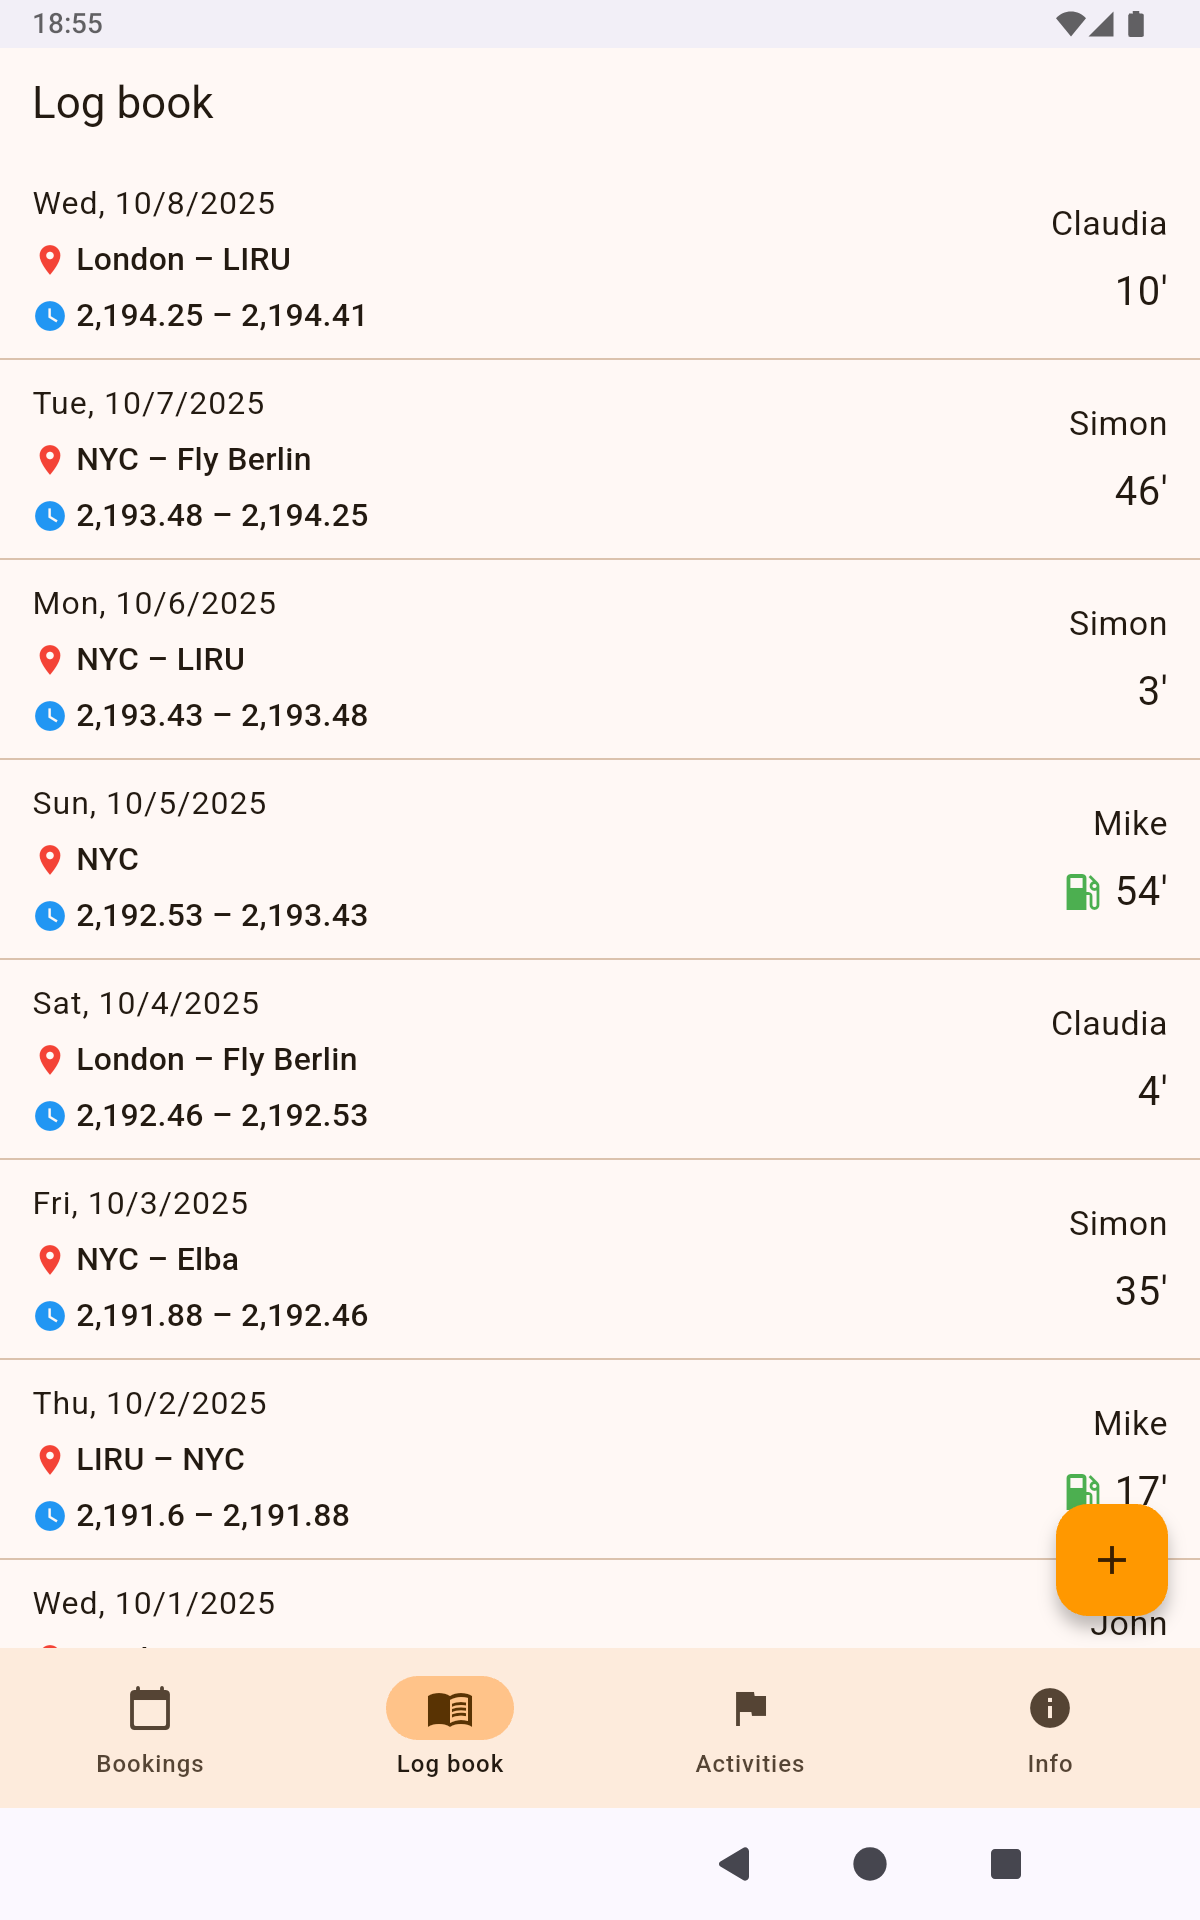 18:55
Log book
Wed, 10/8/2025
Claudia
London – LIRU
10'
2,194.25 – 2,194.41
Tue, 10/7/2025
Simon
NYC – Fly Berlin
46'
2,193.48 – 2,194.25
Mon, 10/6/2025
Simon
NYC – LIRU
3'
2,193.43 – 2,193.48
Sun, 10/5/2025
Mike
NYC
54'
2,192.53 – 2,193.43
Sat, 10/4/2025
Claudia
London – Fly Berlin
4'
2,192.46 – 2,192.53
Fri, 10/3/2025
Simon
NYC – Elba
35'
2,191.88 – 2,192.46
Thu, 10/2/2025
Mike
LIRU – NYC
17'
2,191.6 – 2,191.88
Wed, 10/1/2025
John
Bookings
Log book
Activities
Info